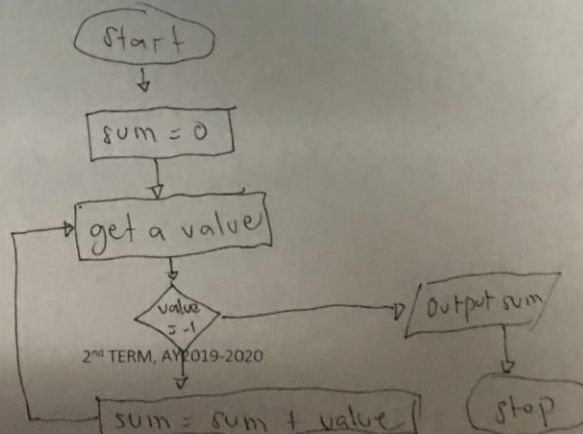 start
sum = 0
get a value
value
= -1
output sum
2nd TERM, AY2019-2020
sum = sum + value
stop